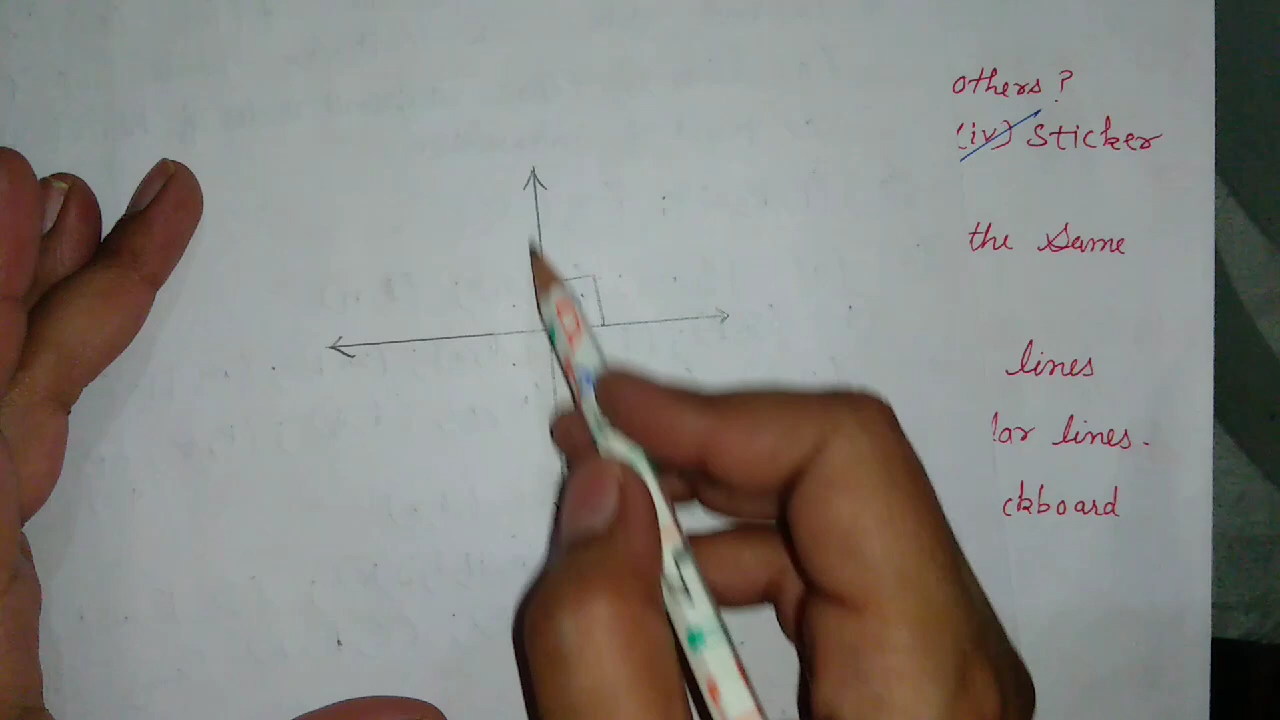 others?
(iv) Sticker
the Same
lines
lar lines.
ckboard